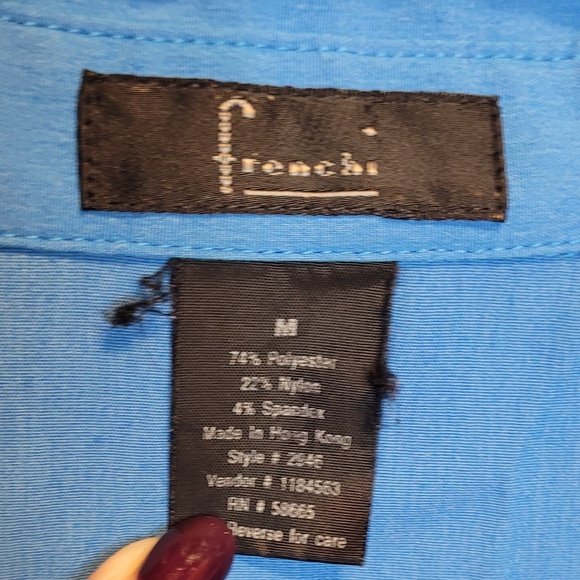 frenchi
M
74% Polyester
22% Nylon
4% Spandex
Made In Hong Kong
Style # 2546
Vendor # 1184563
RN # 58665
Reverse for care